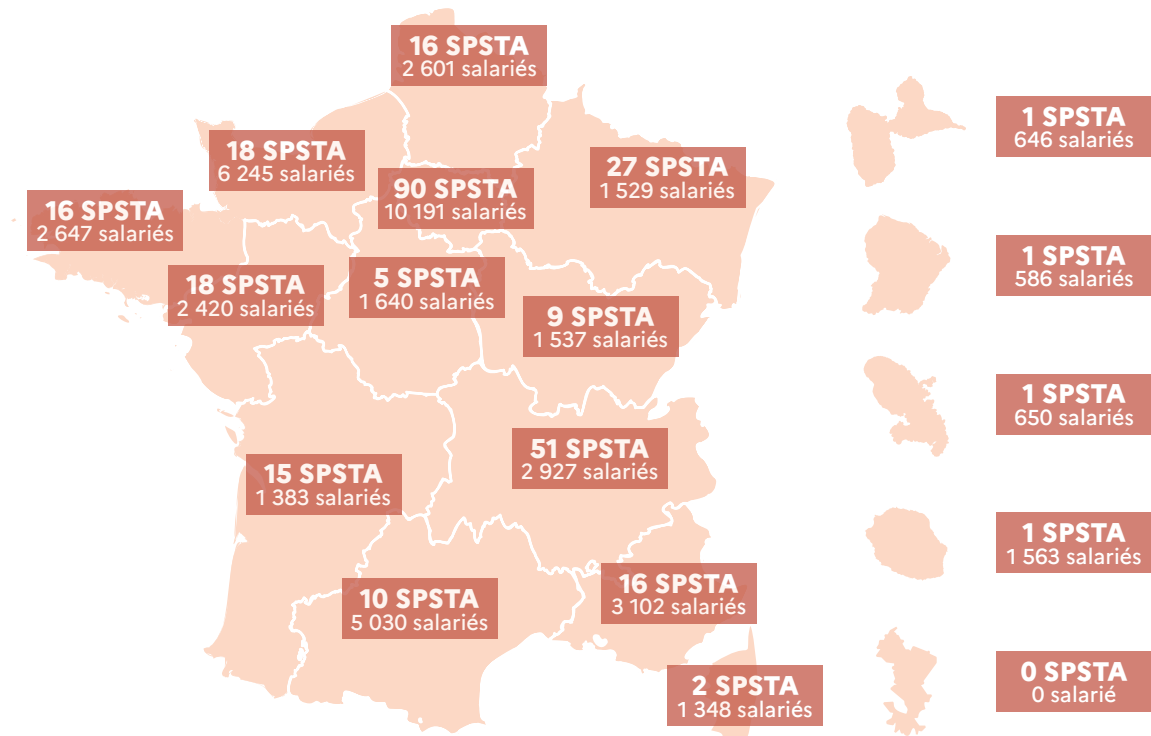 16 SPSTA
2 601 salariés
18 SPSTA
6 245 salariés
90 SPSTA
10 191 salariés
27 SPSTA
1 529 salariés
16 SPSTA
2 647 salariés
18 SPSTA
2 420 salariés
5 SPSTA
1 640 salariés
9 SPSTA
1 537 salariés
15 SPSTA
1 383 salariés
51 SPSTA
2 927 salariés
10 SPSTA
5 030 salariés
16 SPSTA
3 102 salariés
2 SPSTA
1 348 salariés
1 SPSTA
646 salariés
1 SPSTA
586 salariés
1 SPSTA
650 salariés
1 SPSTA
1 563 salariés
0 SPSTA
0 salarié